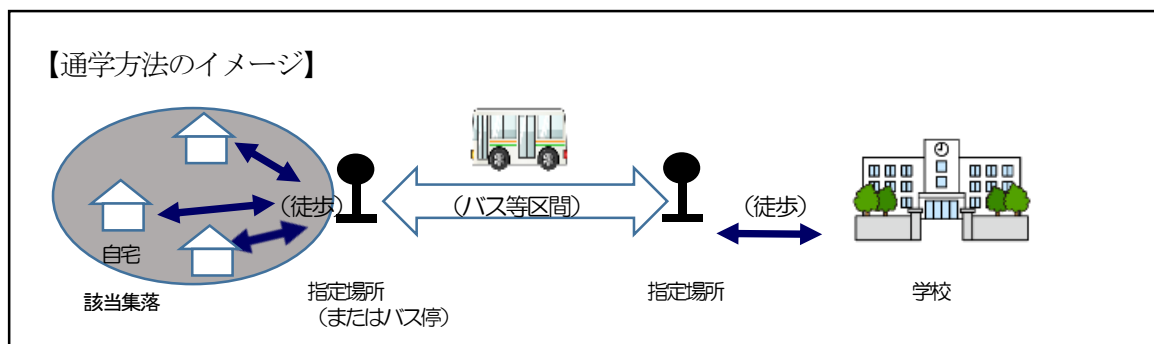 【通学方法のイメージ】
(徒歩)
(バス等区間)
(徒歩)
自宅
該当集落
指定場所
(またはバス停)
指定場所
学校